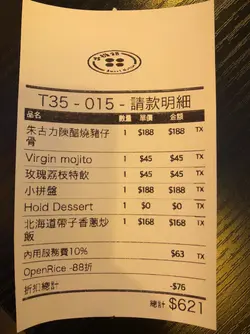 T35 - 015 - 請款明細
品名 數量 單價 金額
朱古力陳醋燒豬仔骨 1 $188 $188 TX
Virgin mojito 1 $45 $45 TX
玫瑰荔枝特飲 1 $45 $45 TX
小拼盤 1 $188 $188 TX
Hold Dessert 1 $0 $0 TX
北海道帶子香蔥炒飯 1 $168 $168 TX
內用服務費10% $63 TX
OpenRice -88折
折扣總計 -$76
總計 $621